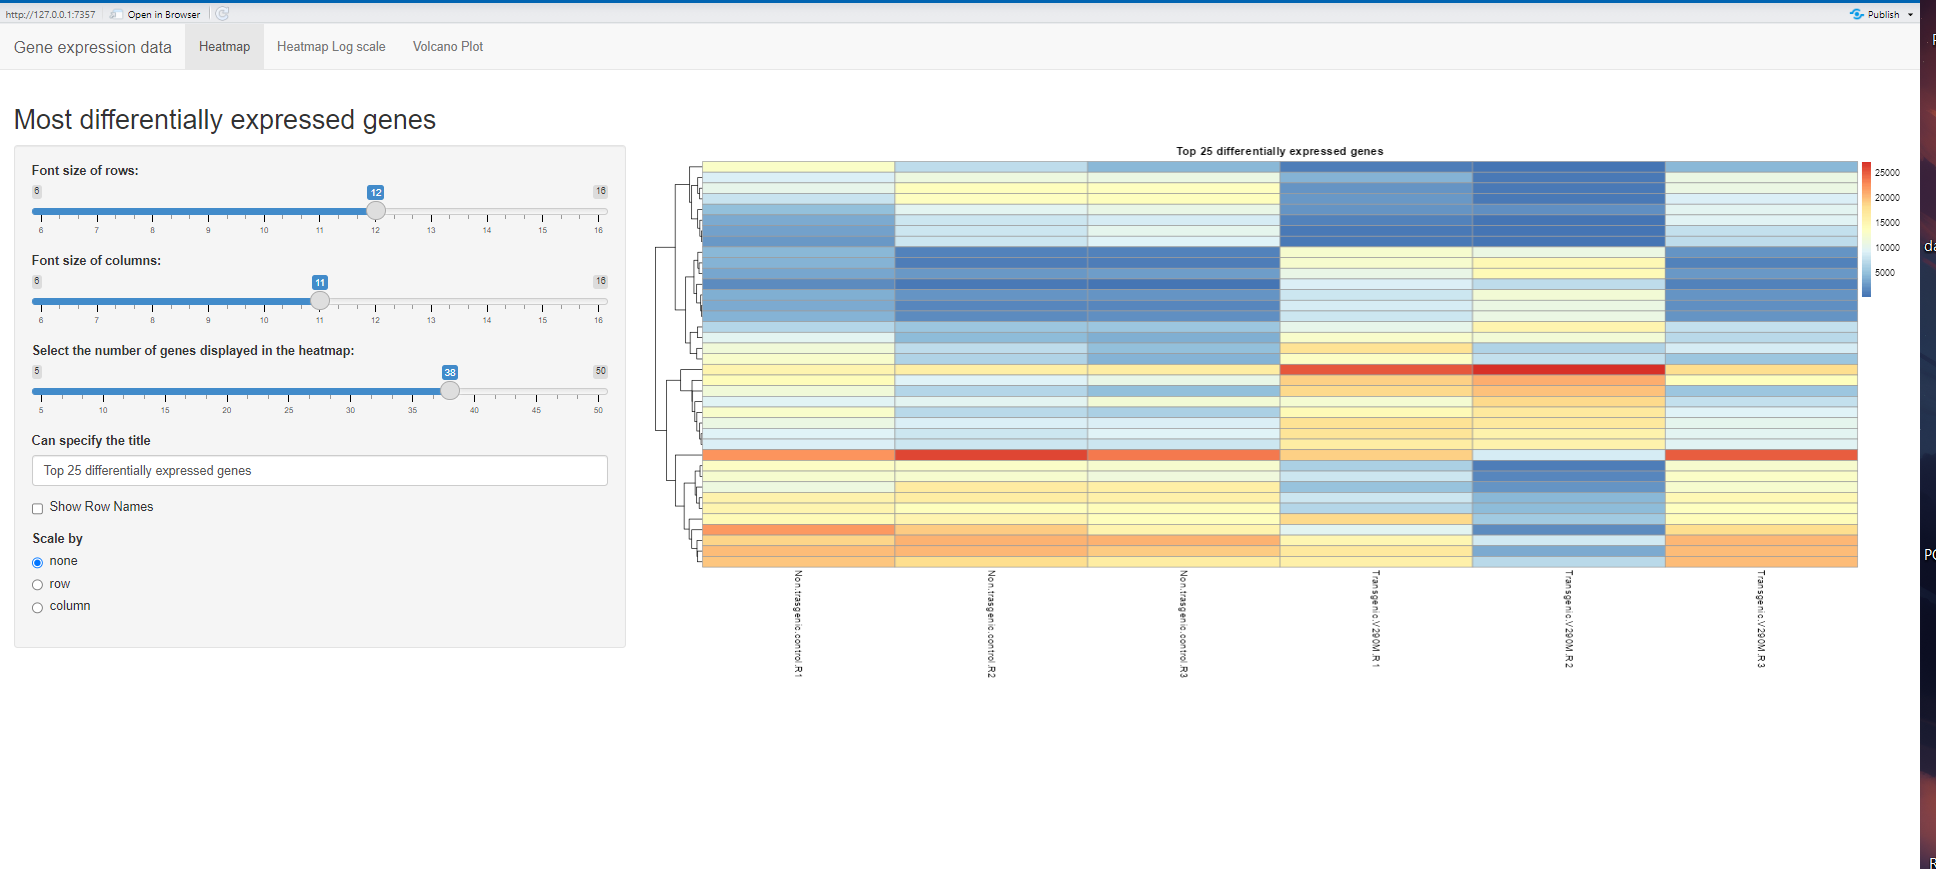 http://127.0.0.1:7357 Open in Browser Publish
Gene expression data Heatmap Heatmap Log scale Volcano Plot
Most differentially expressed genes
Font size of rows:
6 12 16
6 7 8 9 10 11 12 13 14 15 16
Font size of columns:
6 11 16
6 7 8 9 10 11 12 13 14 15 16
Select the number of genes displayed in the heatmap:
5 38 50
5 10 15 20 25 30 35 40 45 50
Can specify the title
Top 25 differentially expressed genes
Show Row Names
Scale by
none
row
column
Top 25 differentially expressed genes
25000
20000
15000
10000
5000
Non.trasgenic.control.R1
Non.trasgenic.control.R2
Non.trasgenic.control.R3
Transgenic.V290M.R1
Transgenic.V290M.R2
Transgenic.V290M.R3
da
PC